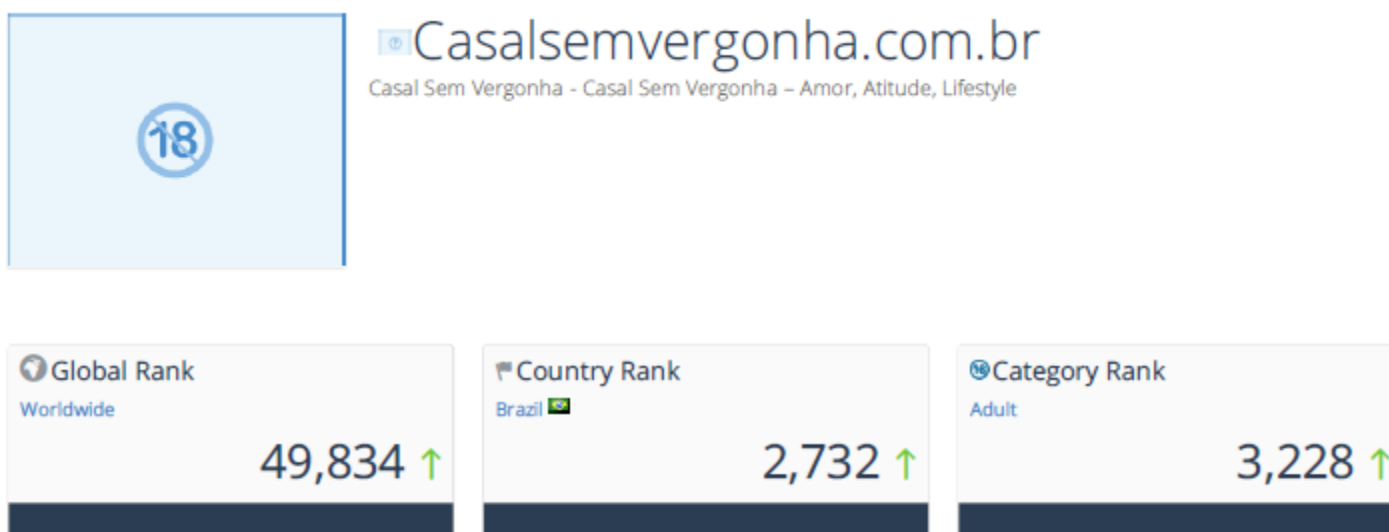 Casalsemvergonha.com.br
Casal Sem Vergonha - Casal Sem Vergonha – Amor, Atitude, Lifestyle
18
Global Rank
Worldwide
49,834
Country Rank
Brazil
2,732
Category Rank
Adult
3,228